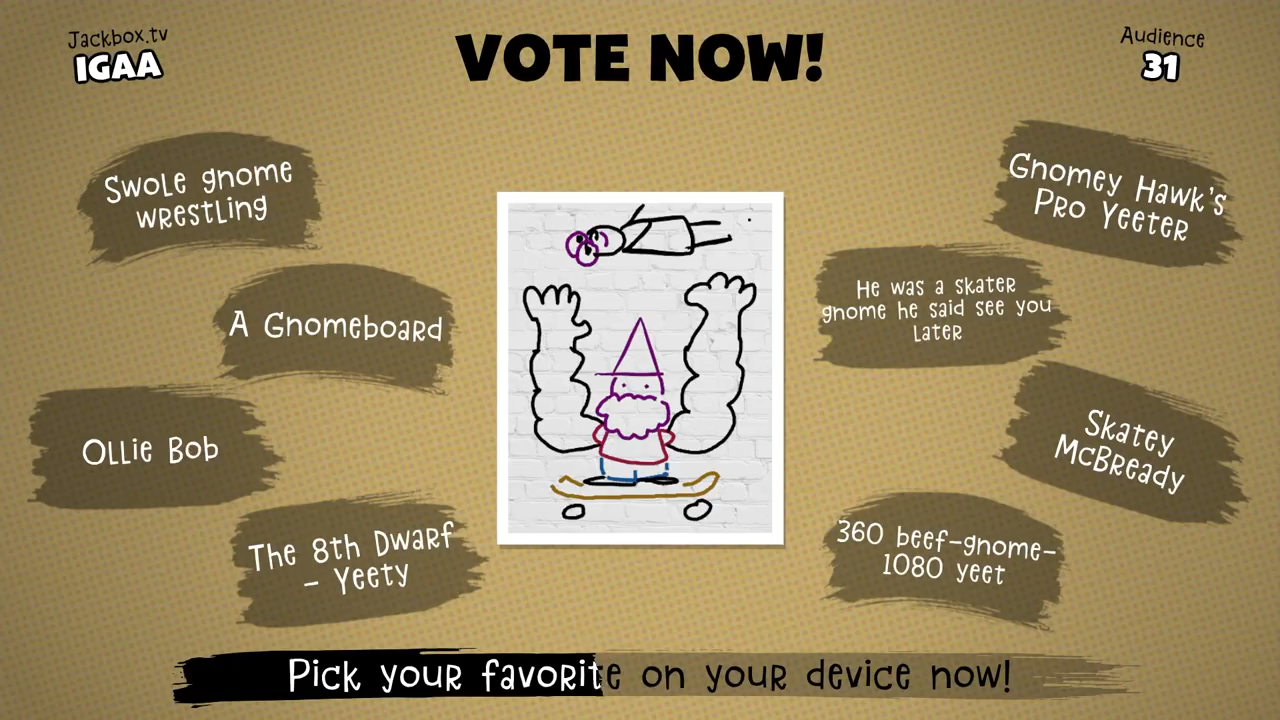 Jackbox.tv
IGAA
VOTE NOW!
Audience
31
Swole gnome
wrestling
A Gnomeboard
Ollie Bob
The 8th Dwarf
- Yeety
Gnomey Hawk's
Pro Yeeter
He was a skater
gnome he said see you
later
Skatey
McBready
360 beef-gnome-
1080 yeet
Pick your favorite on your device now!